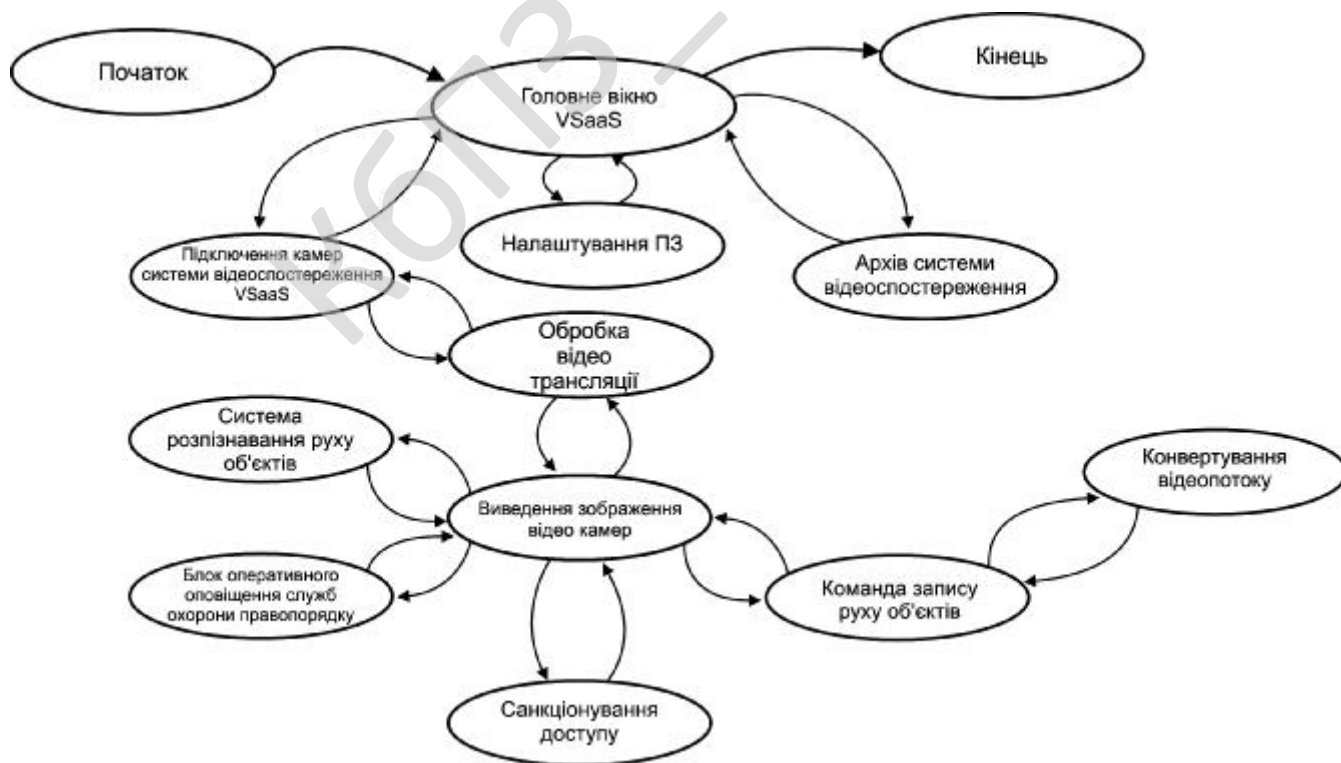 Початок
Кінець
Головне вікно
VSaaS
Підключення камер
системи відеоспостереження
VSaaS
Налаштування ПЗ
Архів системи
відеоспостереження
Обробка
відео
трансляції
Система
розпізнавання руху
об'єктів
Виведення зображення
відео камер
Конвертування
відеопотоку
Блок оперативного
оповіщення служб
охорони правопорядку
Команда запису
руху об'єктів
Санкціонування
доступу
КбПЗ_